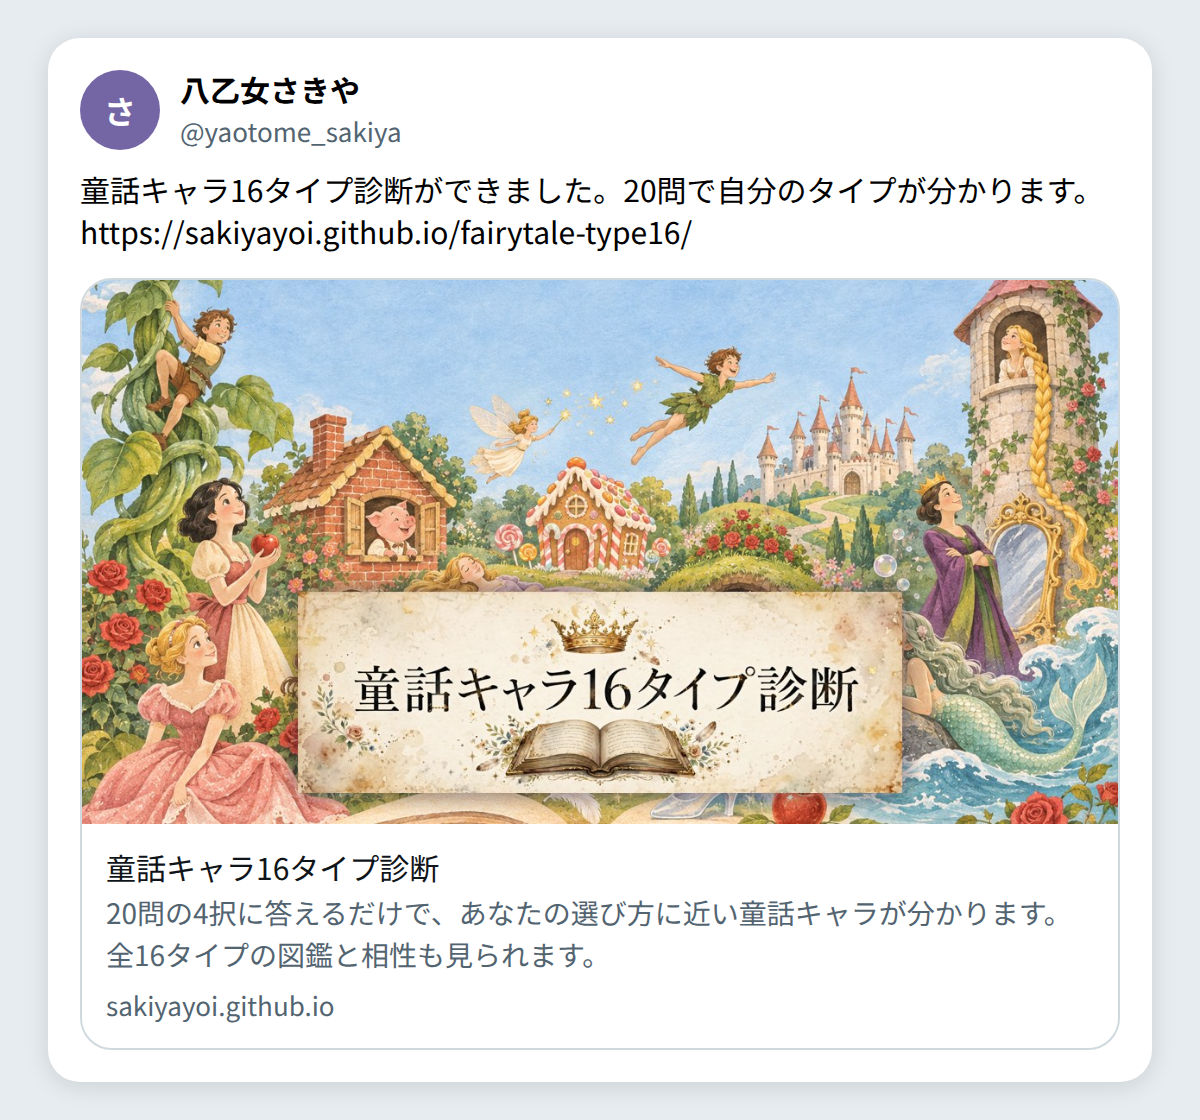 さ
八乙女さきや
@yaotome_sakiya
童話キャラ16タイプ診断ができました。20問で自分のタイプが分かります。
https://sakiyayoi.github.io/fairytale-type16/
童話キャラ16タイプ診断
童話キャラ16タイプ診断
20問の4択に答えるだけで、あなたの選び方に近い童話キャラが分かります。
全16タイプの図鑑と相性も見られます。
sakiyayoi.github.io